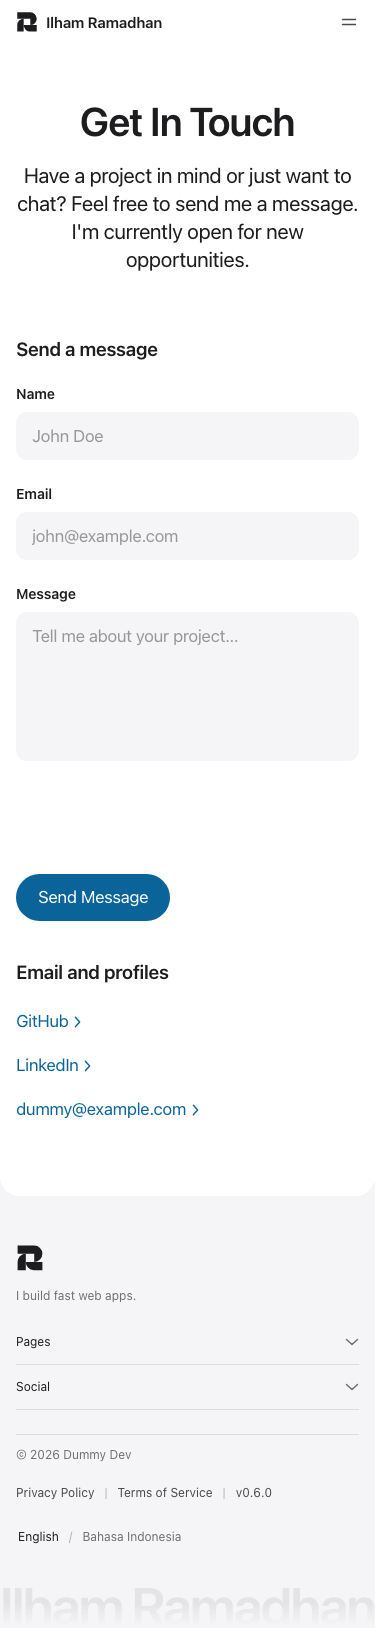 Ilham Ramadhan
Get In Touch
Have a project in mind or just want to
chat? Feel free to send me a message.
I'm currently open for new
opportunities.
Send a message
Name
John Doe
Email
john@example.com
Message
Tell me about your project...
Send Message
Email and profiles
GitHub
LinkedIn
dummy@example.com
I build fast web apps.
Pages
Social
© 2026 Dummy Dev
Privacy Policy | Terms of Service | v0.6.0
English / Bahasa Indonesia
Ilham Ramadhan